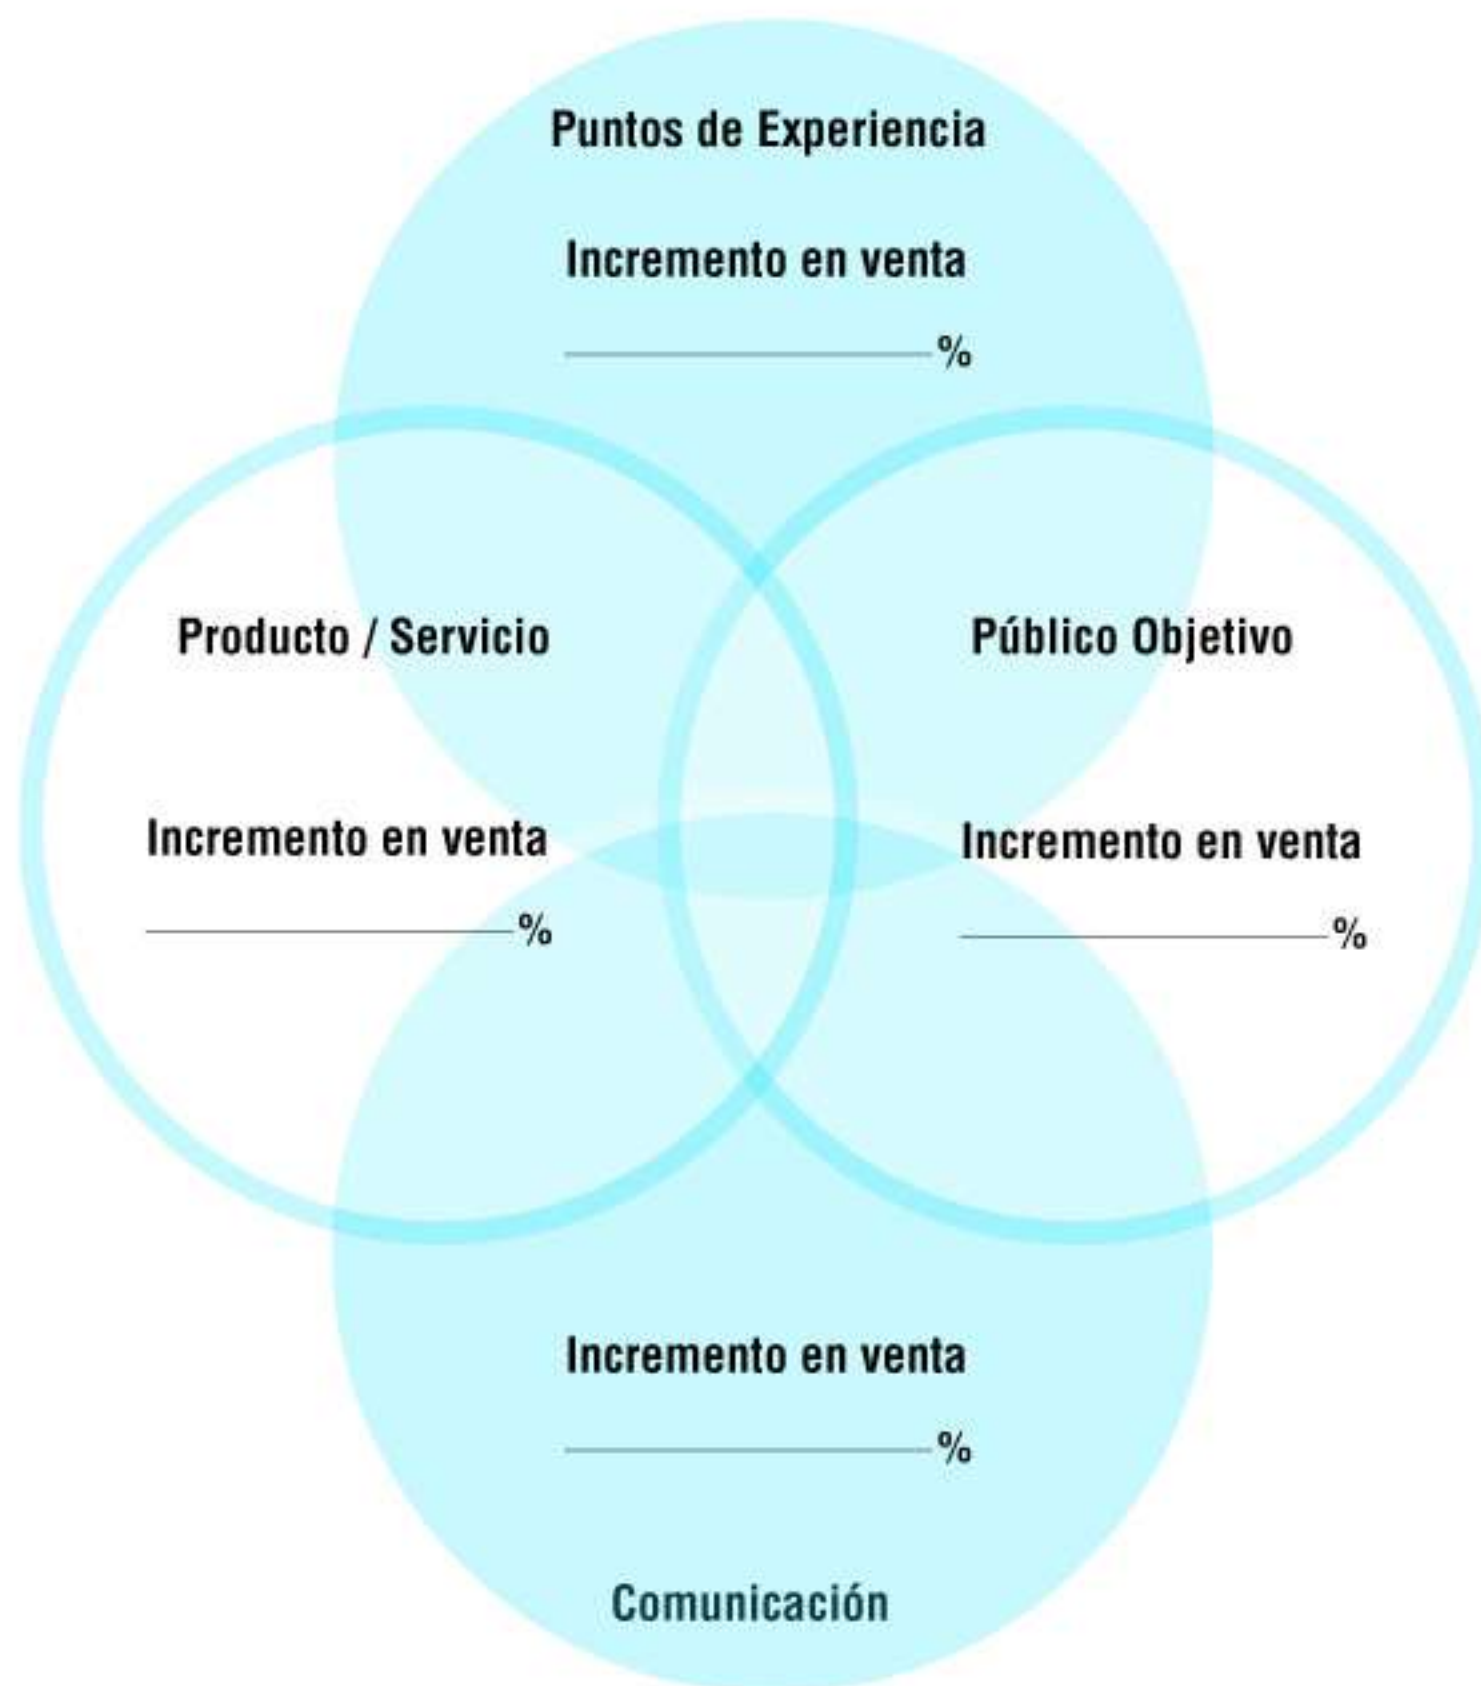 Puntos de Experiencia
Incremento en venta
%
Producto / Servicio
Público Objetivo
Incremento en venta
Incremento en venta
%
%
Incremento en venta
%
Comunicación